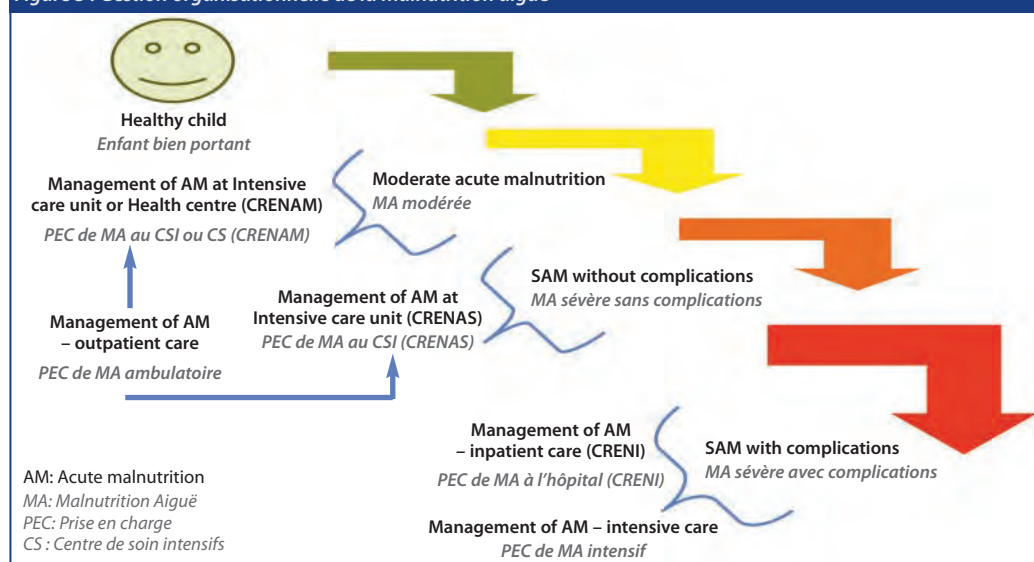 Healthy child
Enfant bien portant
Management of AM at Intensive
care unit or Health centre (CRENAM)
PEC de MA au CSI ou CS (CRENAM)
Moderate acute malnutrition
MA modérée
Management of AM
– outpatient care
PEC de MA ambulatoire
Management of AM at
Intensive care unit (CRENAS)
PEC de MA au CSI (CRENAS)
SAM without complications
MA sévère sans complications
Management of AM
– inpatient care (CRENI)
PEC de MA à l'hôpital (CRENI)
SAM with complications
MA sévère avec complications
Management of AM – intensive care
PEC de MA intensif
AM: Acute malnutrition
MA: Malnutrition Aiguë
PEC: Prise en charge
CS : Centre de soin intensifs